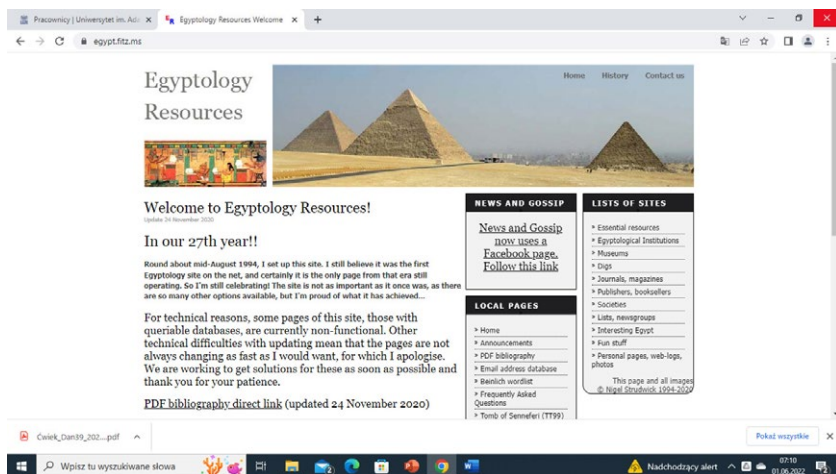 Pracownicy | Uniwersytet im. Ada
Egyptology Resources Welcome
egypt.fitz.ms
Egyptology
Resources
Home History Contact us
Welcome to Egyptology Resources!
Update 24 November 2020
In our 27th year!!
Round about mid-August 1994, I set up this site. I still believe it was the first
Egyptology site on the net, and certainly it is the only page from that era still
operating. So I'm still celebrating! The site is not as important as it once was, as there
are so many other options available, but I'm proud of what it has achieved...
For technical reasons, some pages of this site, those with
queriable databases, are currently non-functional. Other
technical difficulties with updating mean that the pages are not
always changing as fast as I would want, for which I apologise.
We are working to get solutions for these as soon as possible and
thank you for your patience.
PDF bibliography direct link (updated 24 November 2020)
NEWS AND GOSSIP
News and Gossip
now uses a
Facebook page.
Follow this link
LOCAL PAGES
» Home
» Announcements
» PDF bibliography
» Email address database
» Beinlich wordlist
» Frequently Asked
Questions
» Tomb of Senneferi (TT99)
LISTS OF SITES
» Essential resources
» Egyptological Institutions
» Museums
» Digs
» Journals, magazines
» Publishers, booksellers
» Societies
» Lists, newsgroups
» Interesting Egypt
» Fun stuff
» Personal pages, web-logs,
photos
This page and all images
© Nigel Strudwick 1994-2020
Ćwiek_Dan39_202....pdf
Pokaż wszystkie
Wpisz tu wyszukiwane słowa
Nadchodzący alert
07:10
01.06.2022